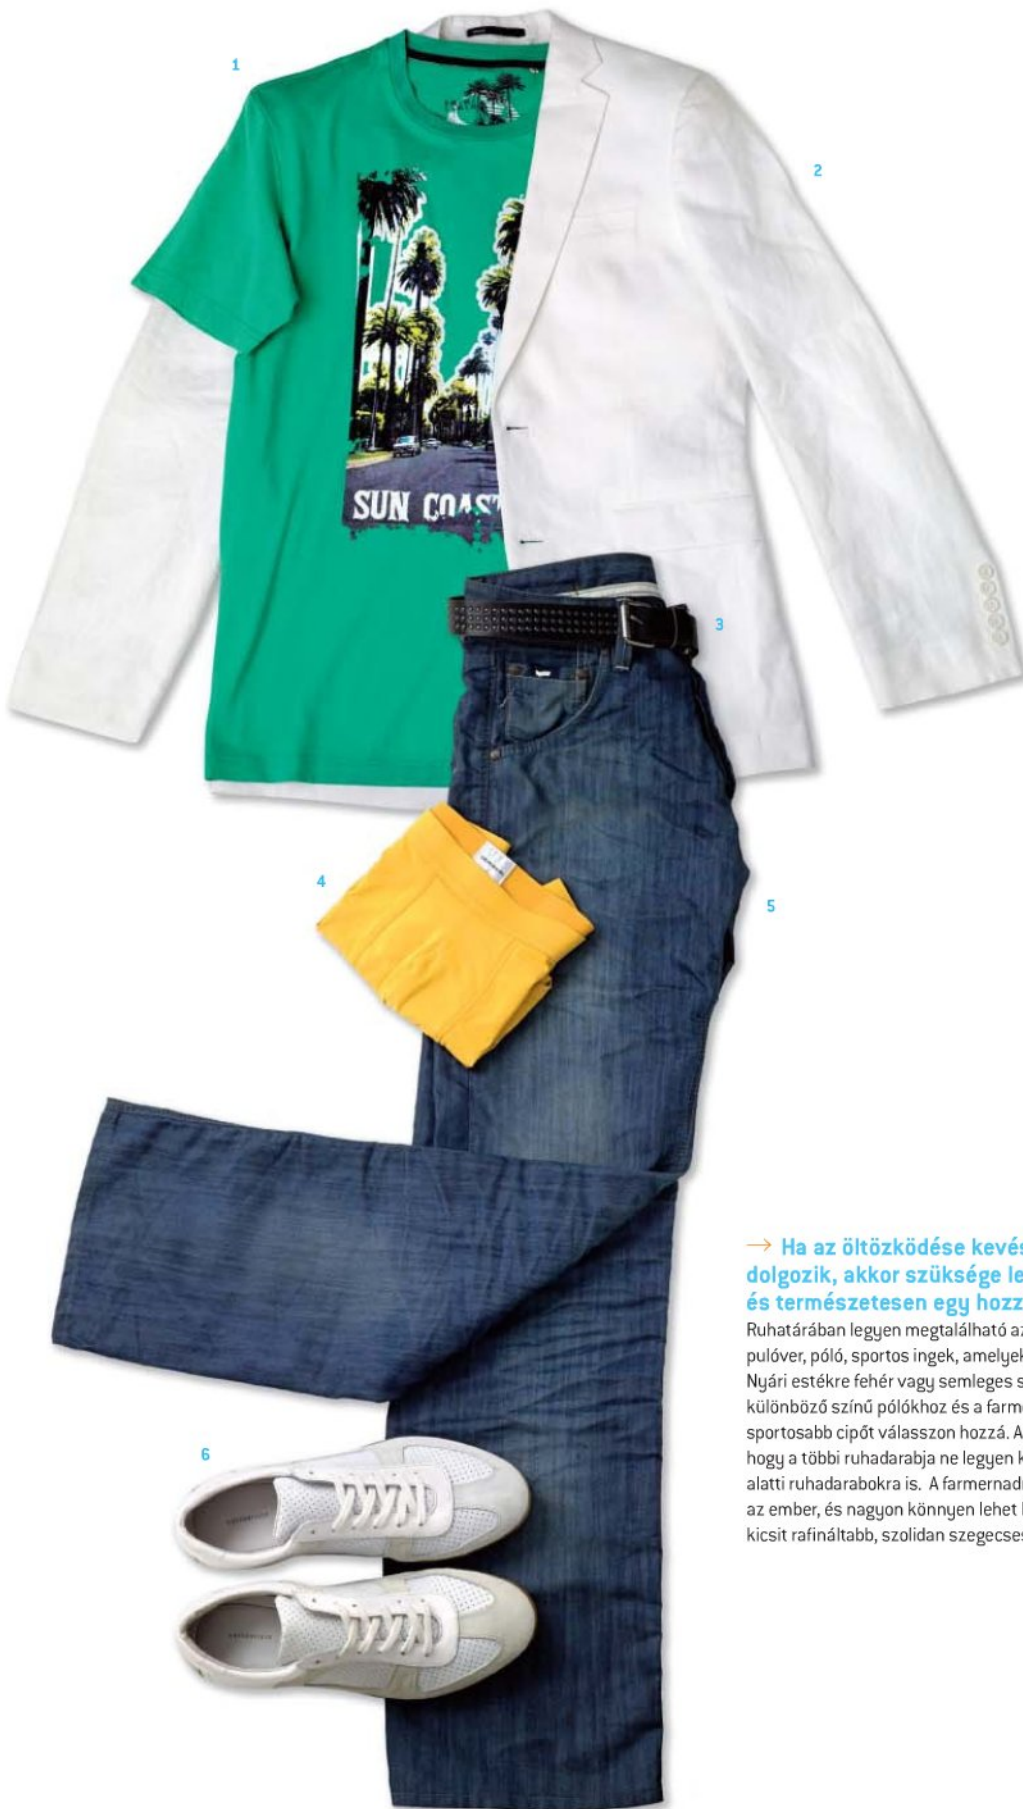 1
2
SUN COAST
3
4
5
→ Ha az öltözködése kevés
dolgozik, akkor szüksége le
és természetesen egy hozz
Ruhatárában legyen megtalálható az
pulóver, póló, sportos ingek, amelyek
Nyári estékre fehér vagy semleges s
különböző színű pólókhoz és a farme
sportosabb cipőt válasszon hozzá. A
hogy a többi ruhadarabja ne legyen k
alatti ruhadarabokra is. A farmernadr
az ember, és nagyon könnyen lehet
kicsit rafináltabb, szolidan szegecses
6